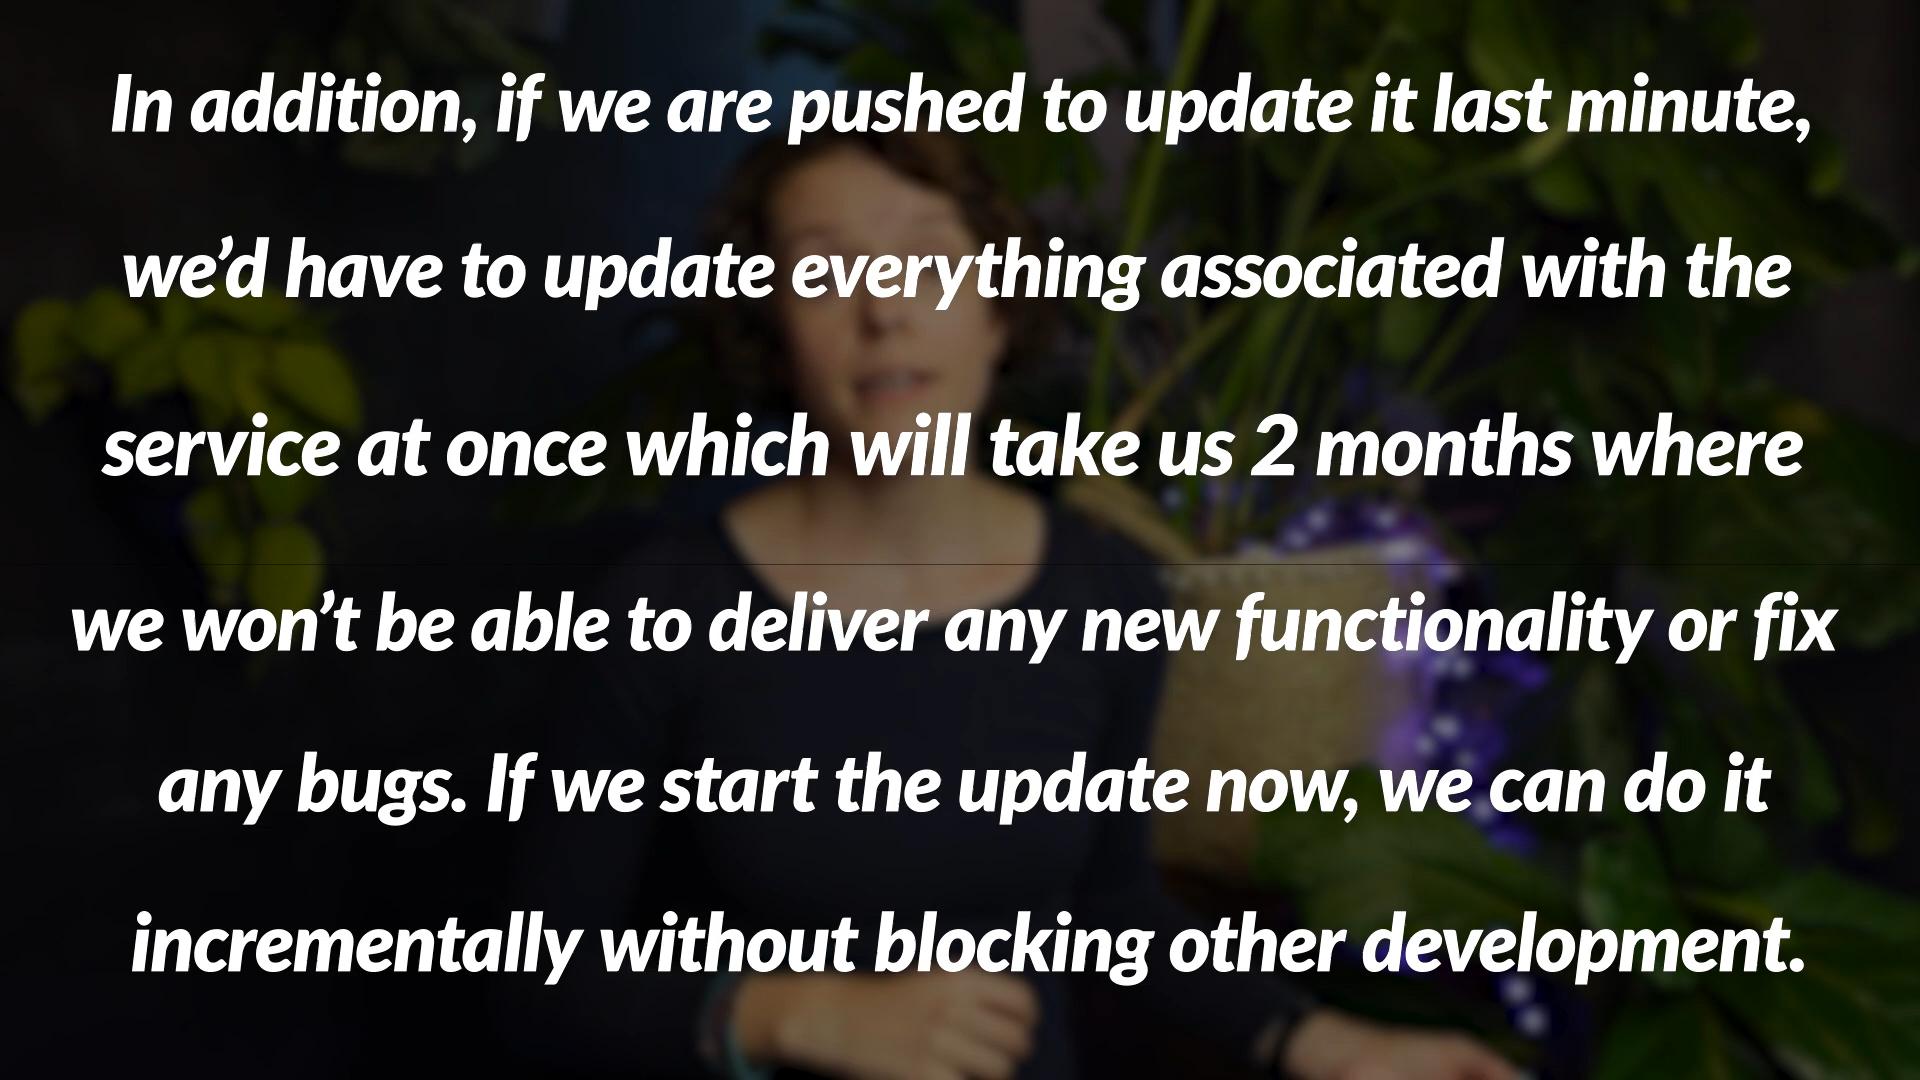 In addition, if we are pushed to update it last minute,
we’d have to update everything associated with the
service at once which will take us 2 months where
we won’t be able to deliver any new functionality or fix
any bugs. If we start the update now, we can do it
incrementally without blocking other development.